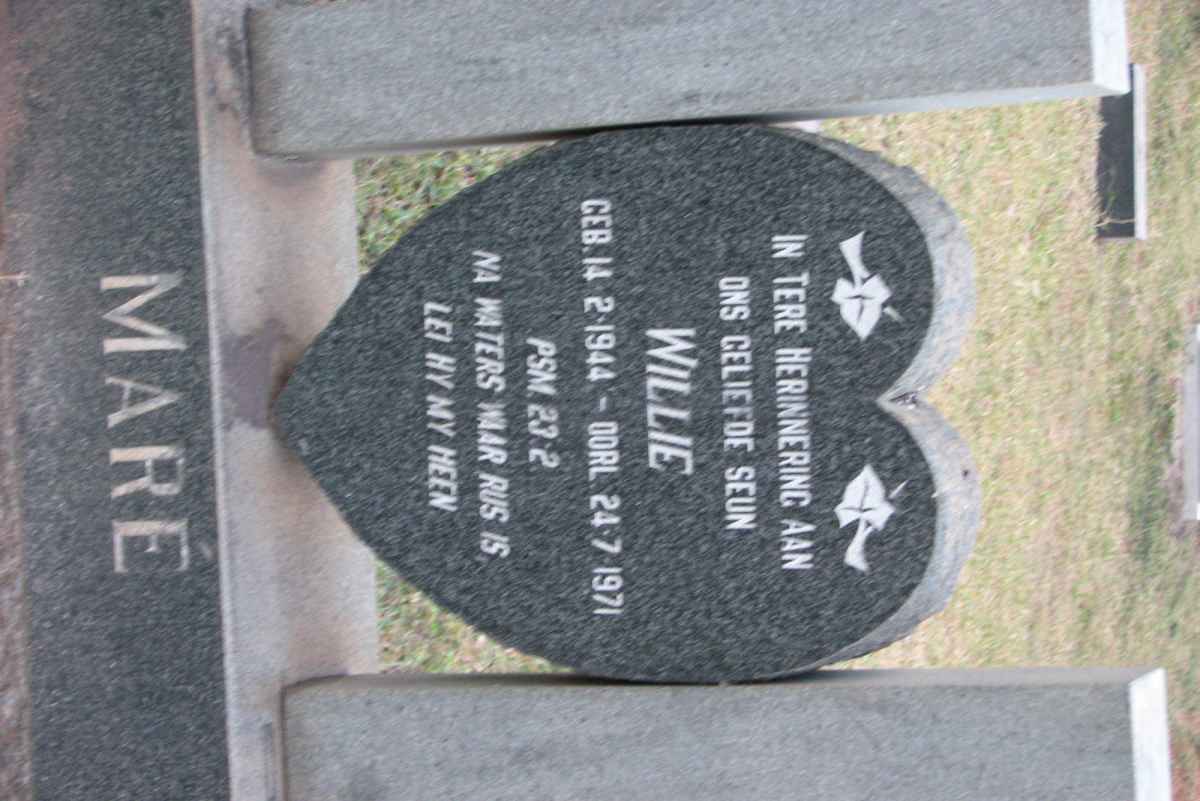 IN TERE HERINNERING AAN
ONS GELIEFDE SEUN
WILLIE
GEB. 14·2·1944 - OORL. 24·7·1971
PSM. 23:2
NA WATERS WAAR RUS IS
LEI HY MY HEEN
MARÉ